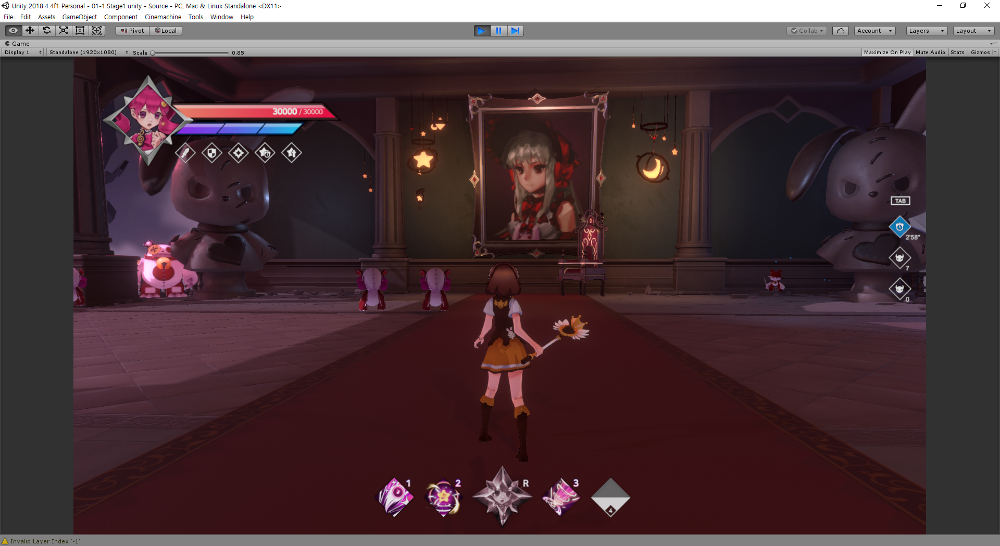 Unity 2018.4.4f1 Personal - 01-1.Stage1.unity - Source - PC, Mac & Linux Standalone <DX11>
File Edit Assets GameObject Component Cinemachine Tools Window Help
Pivot Local Collab Account Layers Layout
Game
Display 1 Standalone (1920x1080) Scale 0.85: Maximize On Play Mute Audio Stats Gizmos
30000 / 30000
TAB
2'58"
7
0
1 2 R 3
4
Invalid Layer Index '-1'